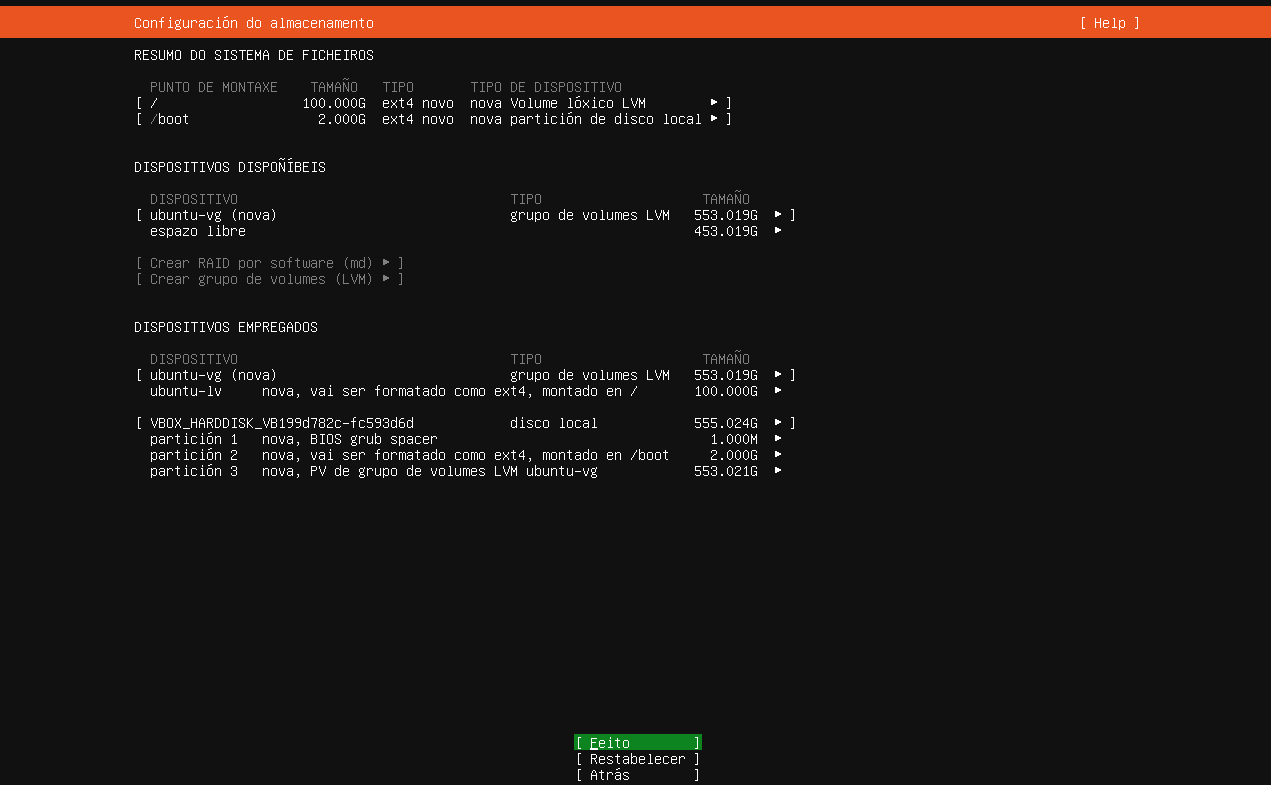 Configuración do almacenamento [ Help ]
RESUMO DO SISTEMA DE FICHEIROS
PUNTO DE MONTAXE TAMAÑO TIPO TIPO DE DISPOSITIVO
[ / 100.000G ext4 novo nova Volume lóxico LVM ▸ ]
[ /boot 2.000G ext4 novo nova partición de disco local ▸ ]
DISPOSITIVOS DISPOÑÍBEIS
DISPOSITIVO TIPO TAMAÑO
[ ubuntu-vg (nova) grupo de volumes LVM 553.019G ▸ ]
espazo libre 453.019G ▸
[ Crear RAID por software (md) ▸ ]
[ Crear grupo de volumes (LVM) ▸ ]
DISPOSITIVOS EMPREGADOS
DISPOSITIVO TIPO TAMAÑO
[ ubuntu-vg (nova) grupo de volumes LVM 553.019G ▸ ]
ubuntu-lv nova, vai ser formatado como ext4, montado en / 100.000G ▸
[ VBOX_HARDDISK_VB199d782c-fc593d6d disco local 555.024G ▸ ]
partición 1 nova, BIOS grub spacer 1.000M ▸
partición 2 nova, vai ser formatado como ext4, montado en /boot 2.000G ▸
partición 3 nova, PV de grupo de volumes LVM ubuntu-vg 553.021G ▸
[ Feito ]
[ Restabelecer ]
[ Atrás ]